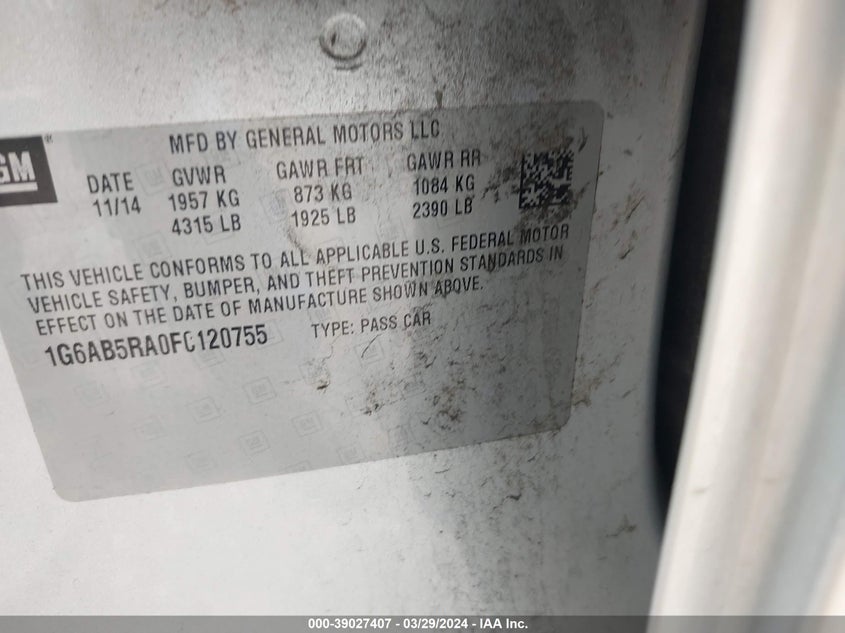 GM
MFD BY GENERAL MOTORS LLC
DATE GVWR GAWR FRT GAWR RR
11/14 1957 KG 873 KG 1084 KG
4315 LB 1925 LB 2390 LB
THIS VEHICLE CONFORMS TO ALL APPLICABLE U.S. FEDERAL MOTOR
VEHICLE SAFETY, BUMPER, AND THEFT PREVENTION STANDARDS IN
EFFECT ON THE DATE OF MANUFACTURE SHOWN ABOVE.
1G6AB5RA0F0120755 TYPE: PASS CAR
000-39027407 - 03/29/2024 - IAA Inc.